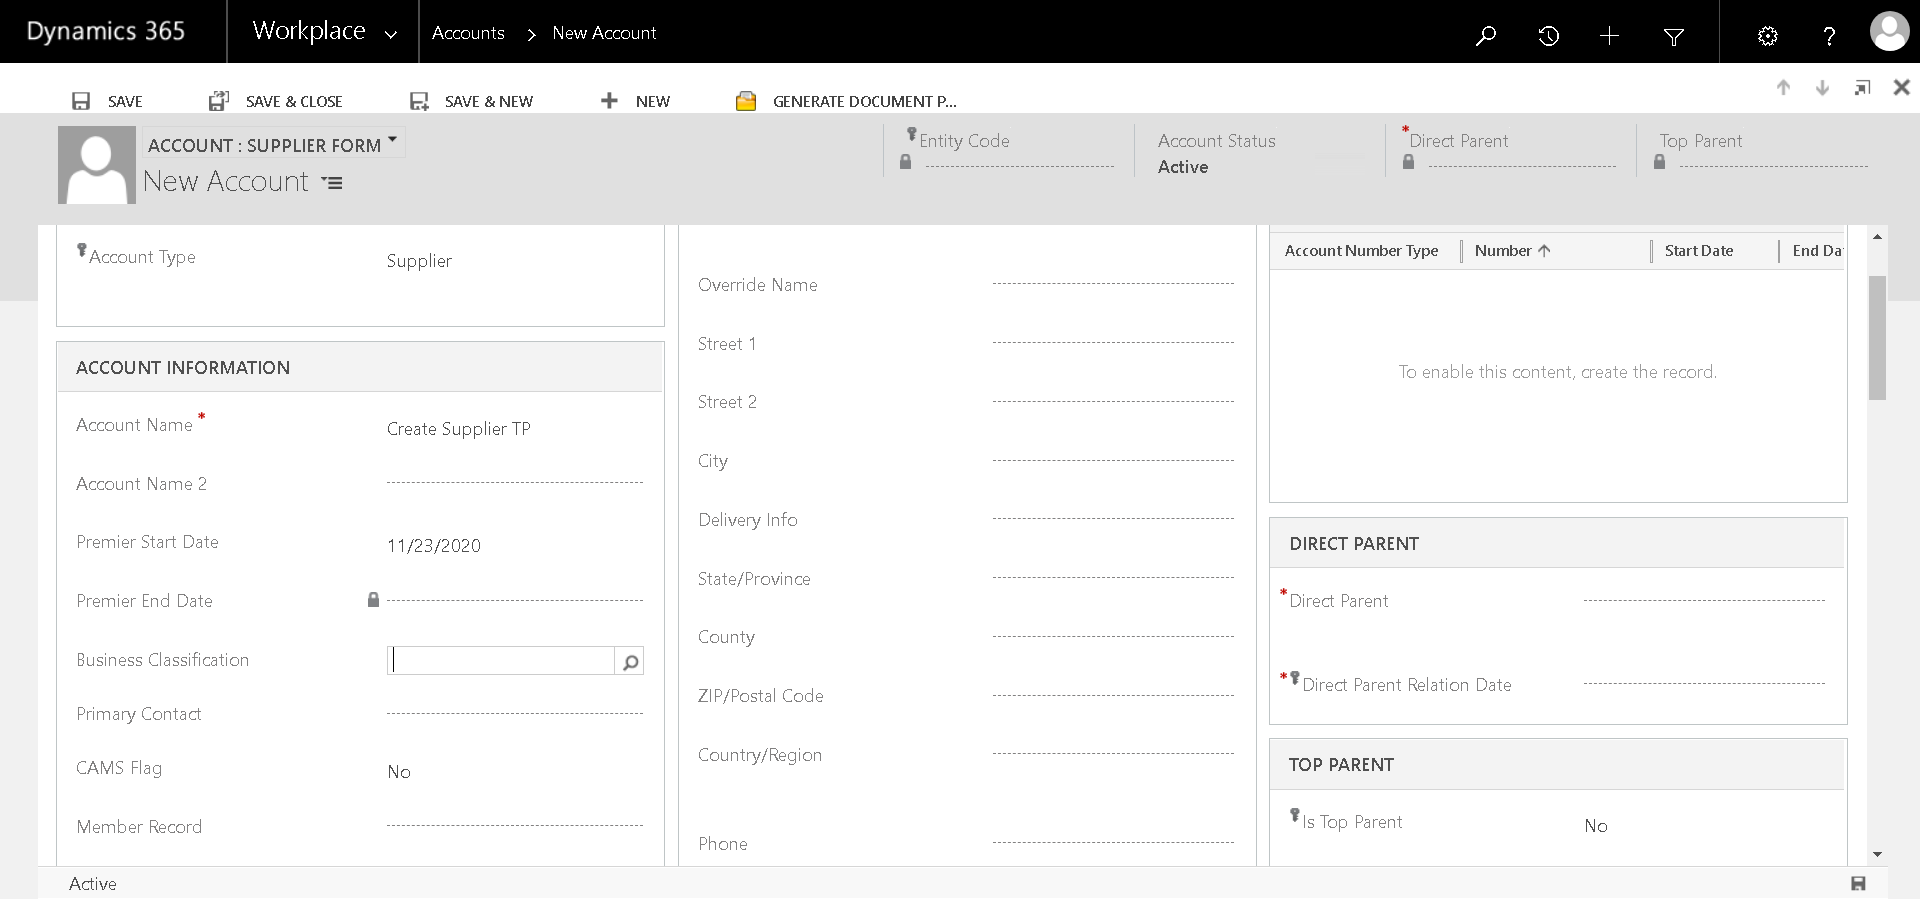 Dynamics 365
Workplace
Accounts > New Account
?
SAVE
SAVE & CLOSE
SAVE & NEW
NEW
GENERATE DOCUMENT P...
ACCOUNT : SUPPLIER FORM
New Account
Entity Code
Account Status
Active
*Direct Parent
Top Parent
Account Type
Supplier
ACCOUNT INFORMATION
Account Name *
Create Supplier TP
Account Name 2
Premier Start Date
11/23/2020
Premier End Date
Business Classification
Primary Contact
CAMS Flag
No
Member Record
Override Name
Street 1
Street 2
City
Delivery Info
State/Province
County
ZIP/Postal Code
Country/Region
Phone
Account Number Type
Number
Start Date
End Da
To enable this content, create the record.
DIRECT PARENT
*Direct Parent
*Direct Parent Relation Date
TOP PARENT
Is Top Parent
No
Active